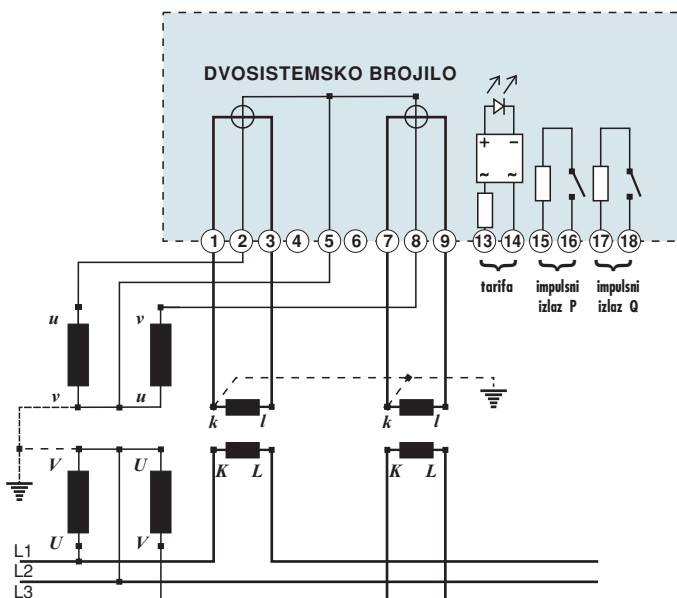 DVOSISTEMSKO BROJILO
+ −
~ ~
1 2 3 4 5 6 7 8 9 13 14 15 16 17 18
tarifa
impulsni
izlaz P
impulsni
izlaz Q
u v
v u
k l k l
V U K L K L
U V
L1
L2
L3